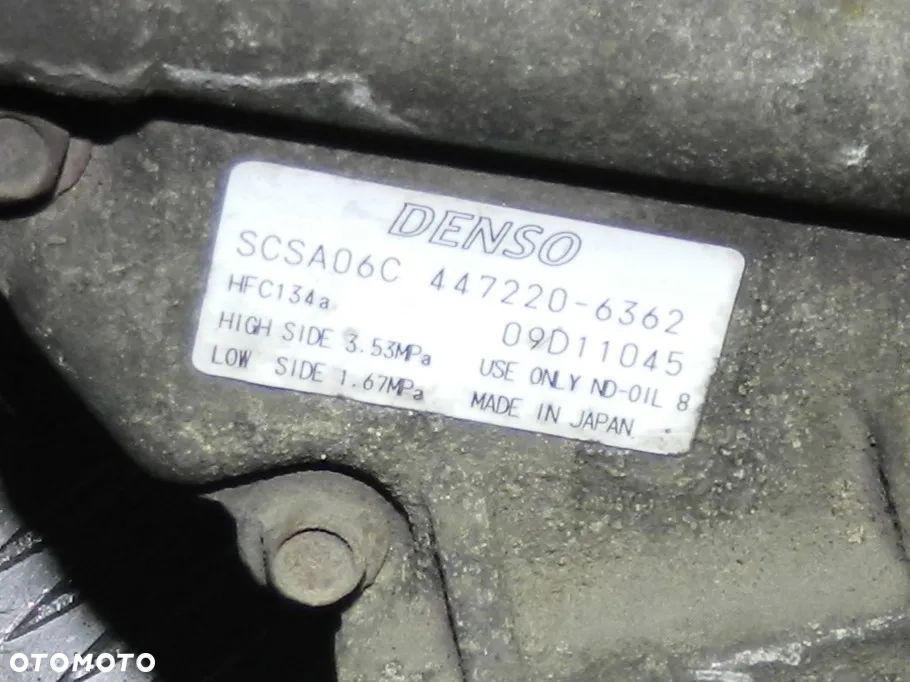 DENSO
SCSA06C 447220-6362
HFC134a 09D11045
HIGH SIDE 3.53MPa USE ONLY ND-OIL 8
LOW SIDE 1.67MPa MADE IN JAPAN
OTOMOTO